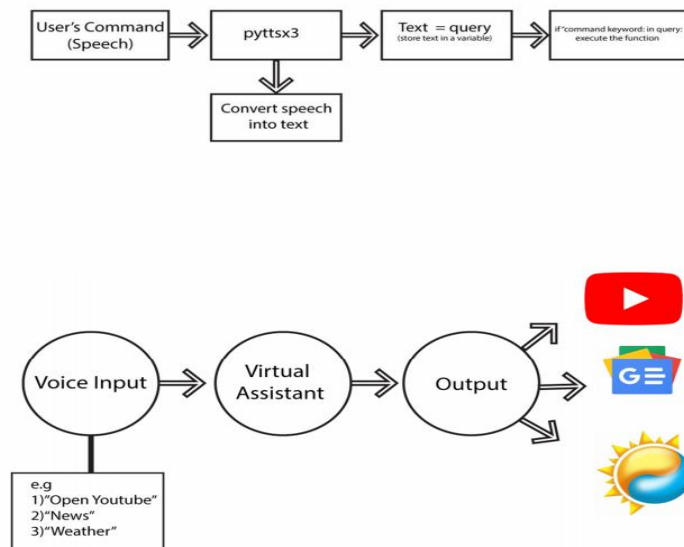 User's Command
(Speech)
pyttsx3
Text = query
(store text in a variable)
if "command keyword: in query:
execute the function
Convert speech
into text
Voice Input
Virtual
Assistant
Output
G
e.g
1)"Open Youtube"
2)"News"
3)"Weather"